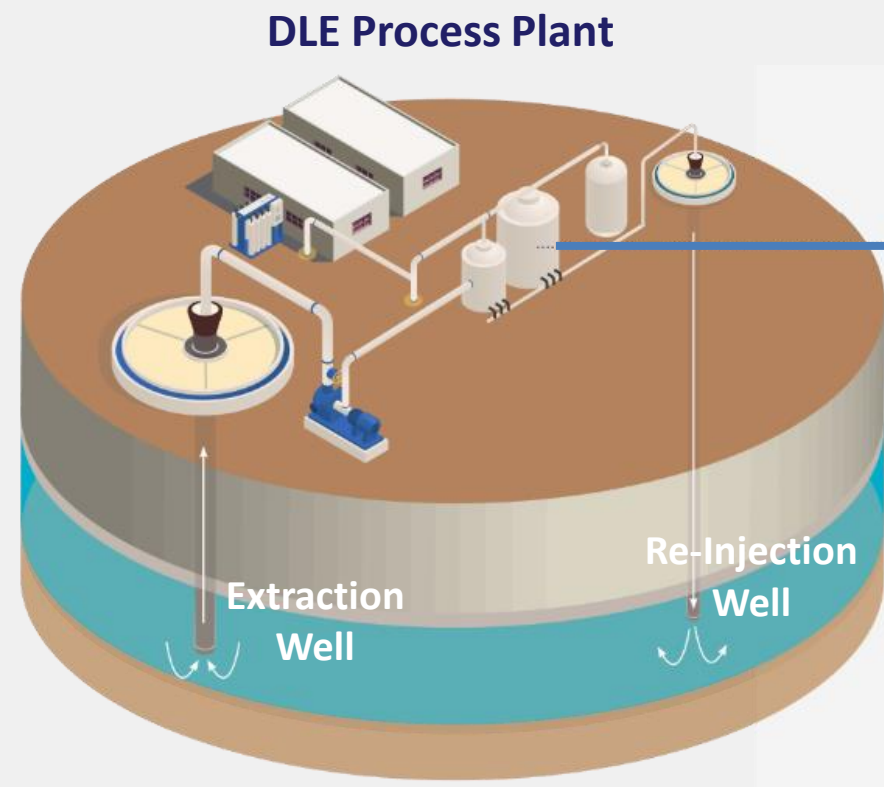 DLE Process Plant
Re-Injection
Well
Extraction
Well